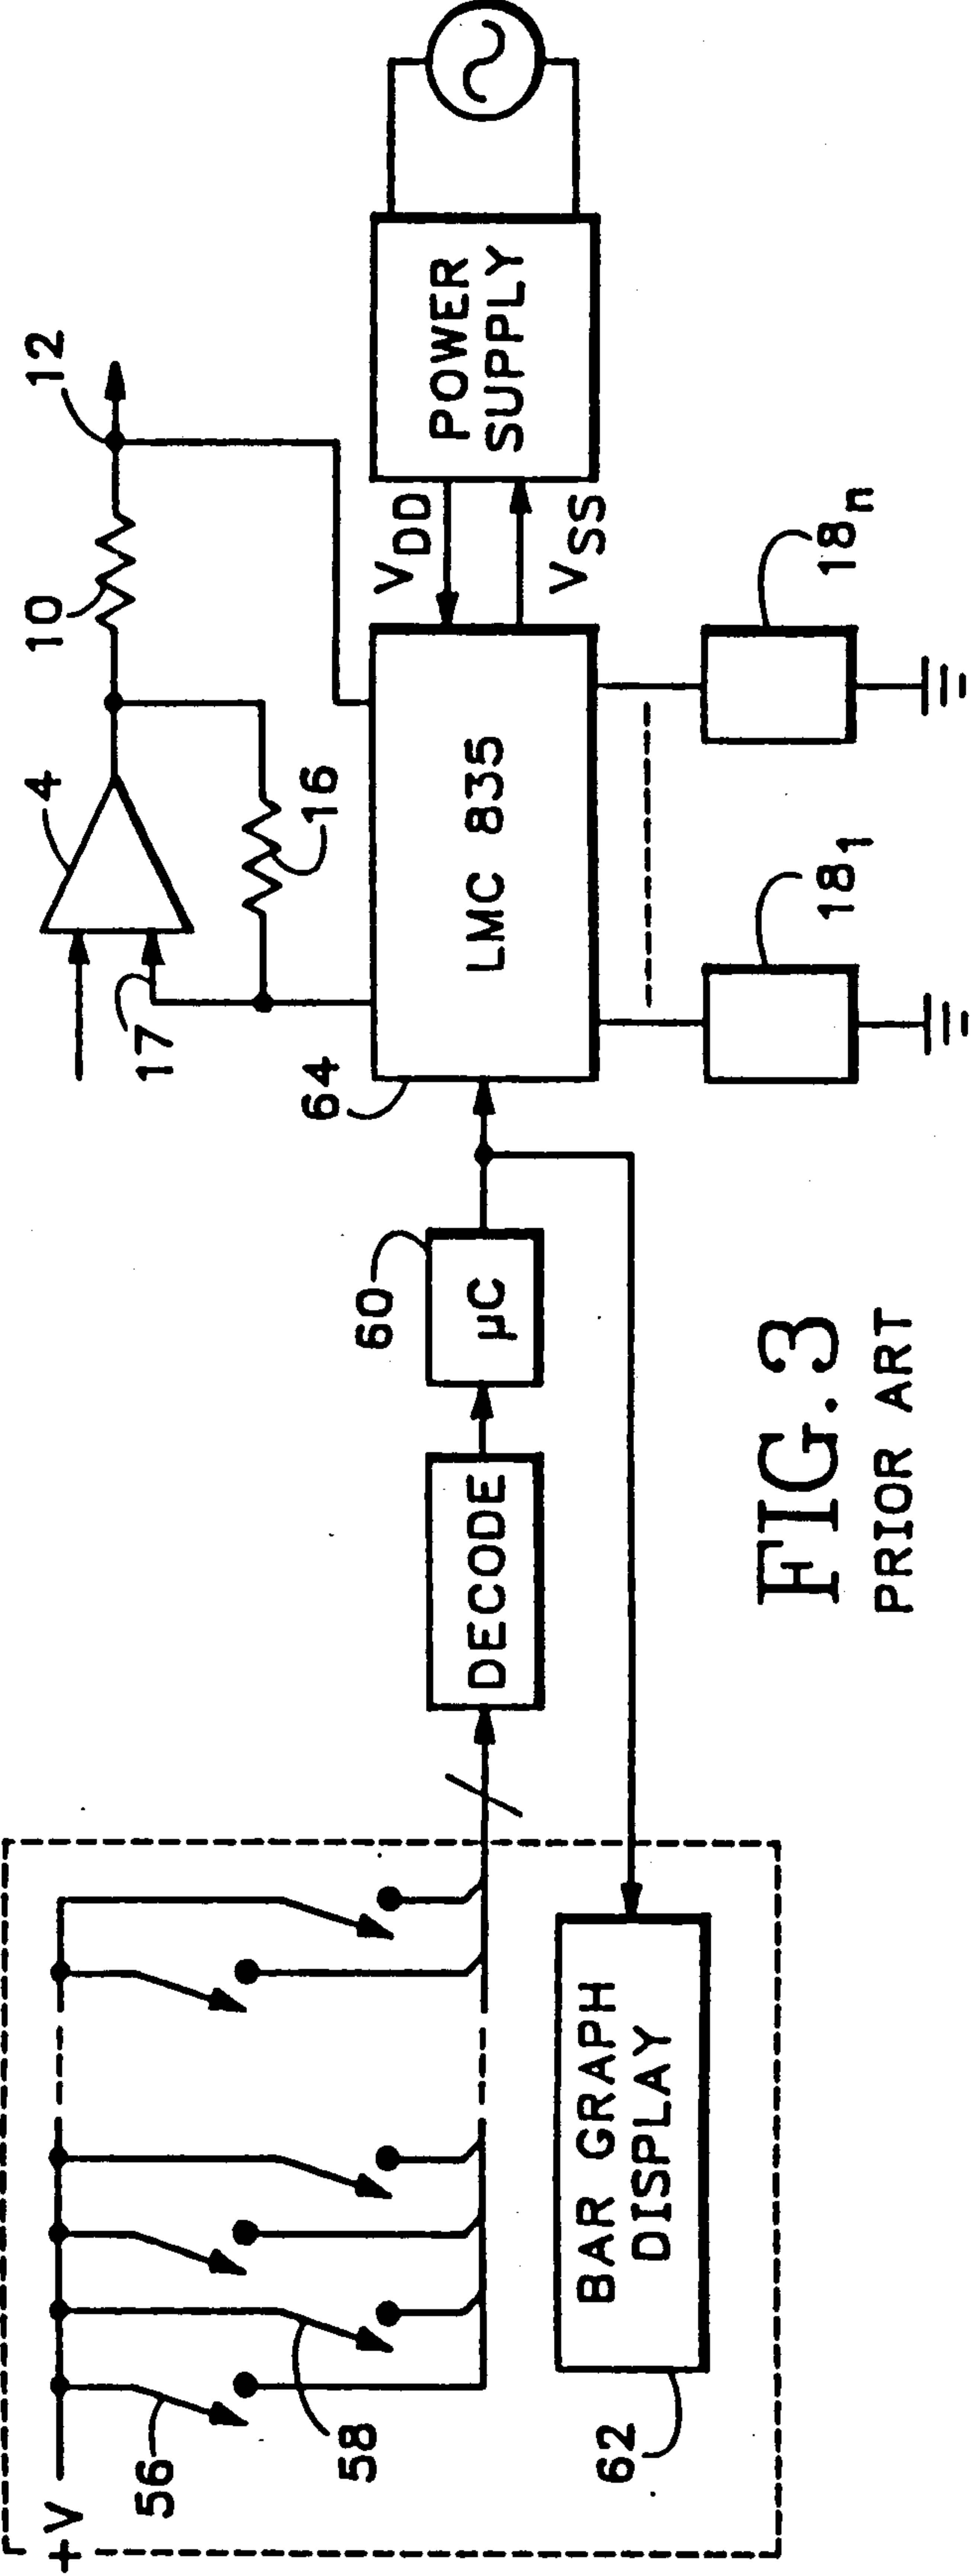 +V
56
58
62
BAR GRAPH
DISPLAY
DECODE
60
µC
64
LMC 835
17
4
16
10
12
VDD
VSS
POWER
SUPPLY
181
18n
FIG. 3
PRIOR ART